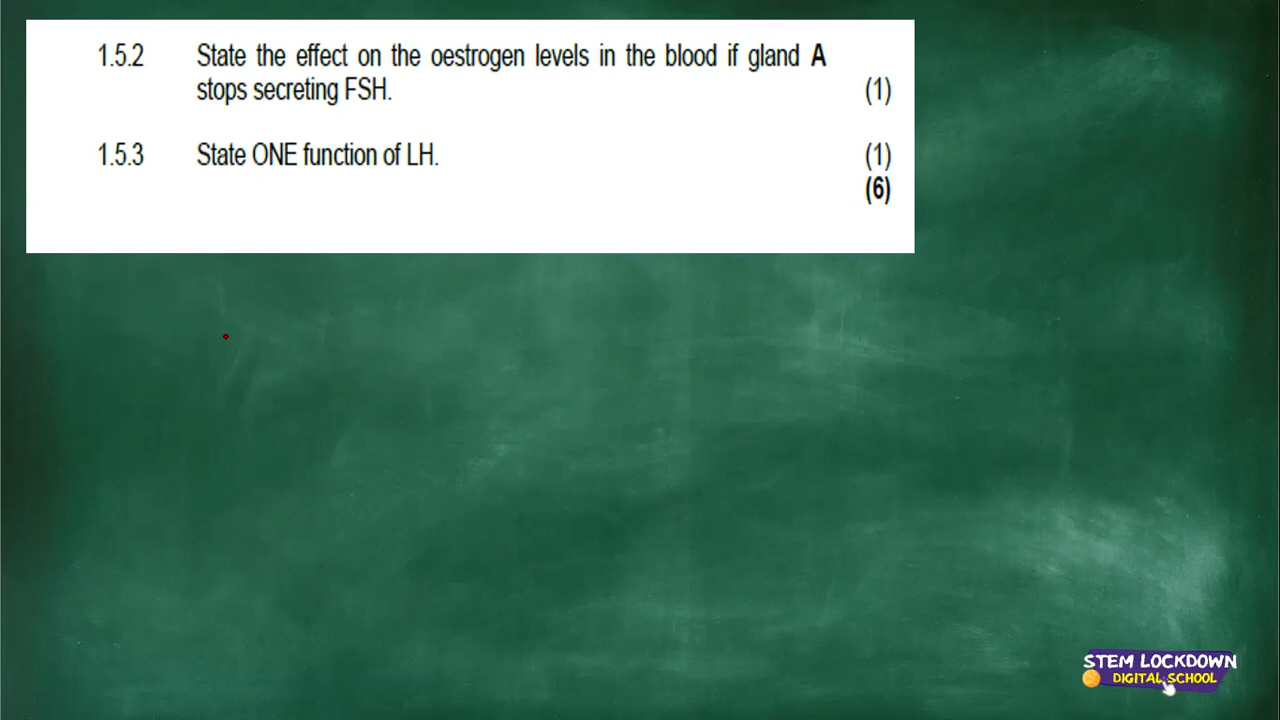 1.5.2 State the effect on the oestrogen levels in the blood if gland A
stops secreting FSH. (1)
1.5.3 State ONE function of LH. (1)
(6)
STEM LOCKDOWN
DIGITAL SCHOOL